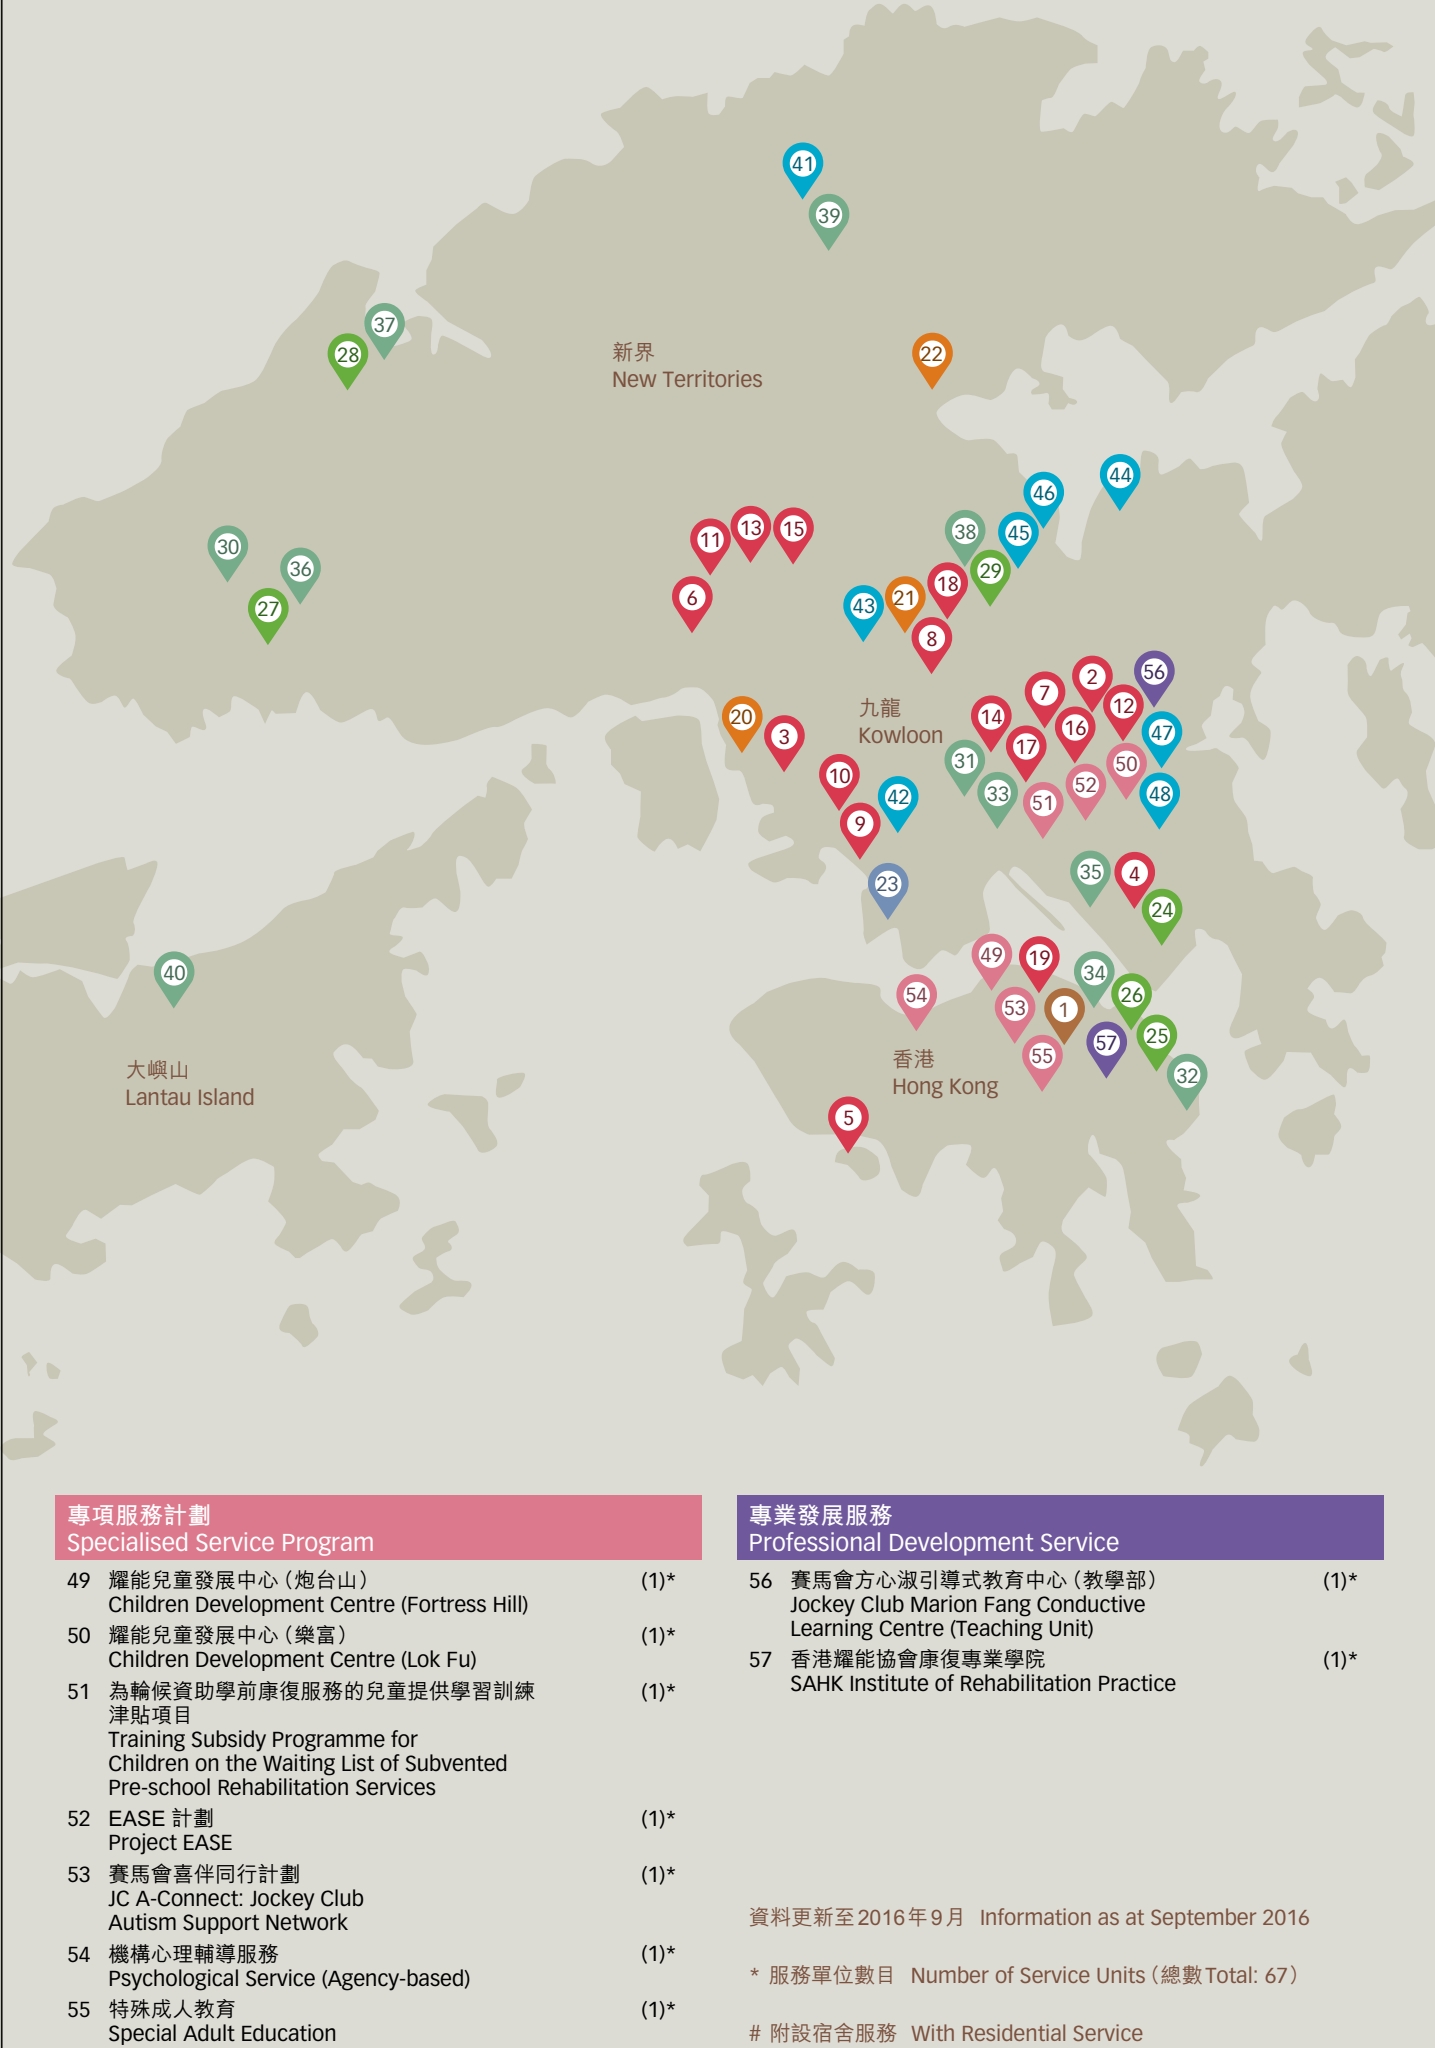 41
39
37
28
新界
New Territories
22
44
46
45
38
29
11
13
15
18
21
43
6
8
30
36
27
56
2
7
12
14
16
17
47
50
20
3
九龍
Kowloon
31
33
51
52
48
10
42
9
23
35
4
24
49
19
34
26
54
53
1
57
25
55
32
40
大嶼山
Lantau Island
香港
Hong Kong
5
專項服務計劃
Specialised Service Program
49 耀能兒童發展中心（炮台山） (1)*
Children Development Centre (Fortress Hill)
50 耀能兒童發展中心（樂富） (1)*
Children Development Centre (Lok Fu)
51 為輪候資助學前康復服務的兒童提供學習訓練 (1)*
津貼項目
Training Subsidy Programme for
Children on the Waiting List of Subvented
Pre-school Rehabilitation Services
52 EASE 計劃 (1)*
Project EASE
53 賽馬會喜伴同行計劃 (1)*
JC A-Connect: Jockey Club
Autism Support Network
54 機構心理輔導服務 (1)*
Psychological Service (Agency-based)
55 特殊成人教育 (1)*
Special Adult Education
專業發展服務
Professional Development Service
56 賽馬會方心淑引導式教育中心（教學部） (1)*
Jockey Club Marion Fang Conductive
Learning Centre (Teaching Unit)
57 香港耀能協會康復專業學院 (1)*
SAHK Institute of Rehabilitation Practice
資料更新至2016年9月 Information as at September 2016
* 服務單位數目 Number of Service Units（總數Total: 67）
# 附設宿舍服務 With Residential Service